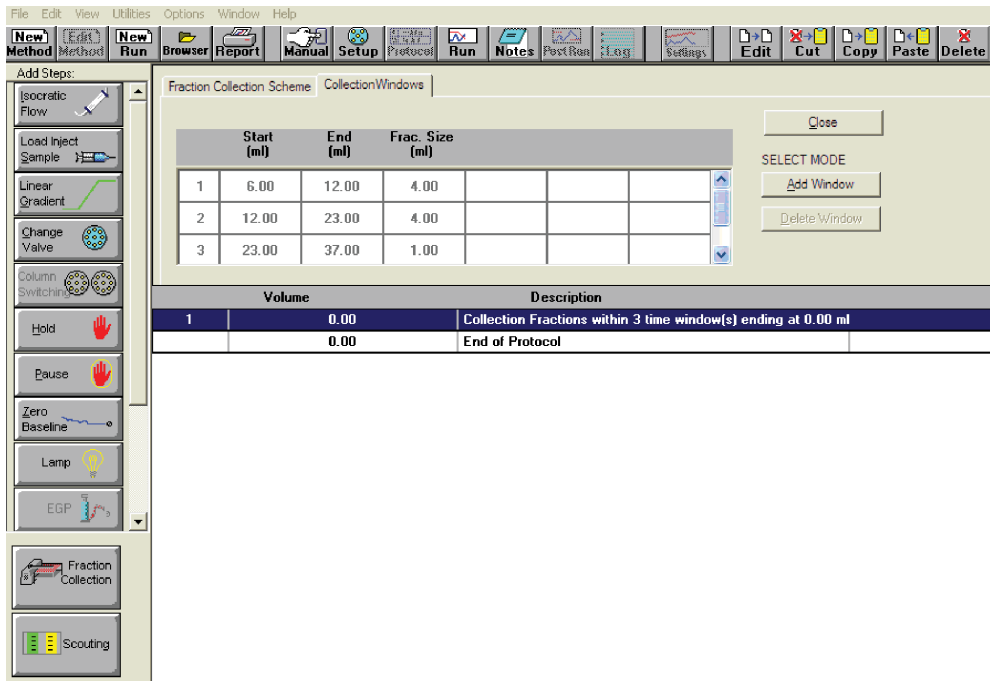 File Edit View Utilities Options Window Help
New Edit New
Method Method Run Browser Report Manual Setup Protocol Run Notes Post Run Log Settings Edit Cut Copy Paste Delete
Add Steps:
Isocratic
Flow
Load Inject
Sample
Linear
Gradient
Change
Valve
Column
Switching
Hold
Pause
Zero
Baseline
Lamp
EGP
Fraction
Collection
Scouting
Fraction Collection Scheme CollectionWindows
Start End Frac. Size
(ml) (ml) (ml)
1 6.00 12.00 4.00
2 12.00 23.00 4.00
3 23.00 37.00 1.00
Close
SELECT MODE
Add Window
Delete Window
Volume Description
1 0.00 Collection Fractions within 3 time window(s) ending at 0.00 ml
0.00 End of Protocol